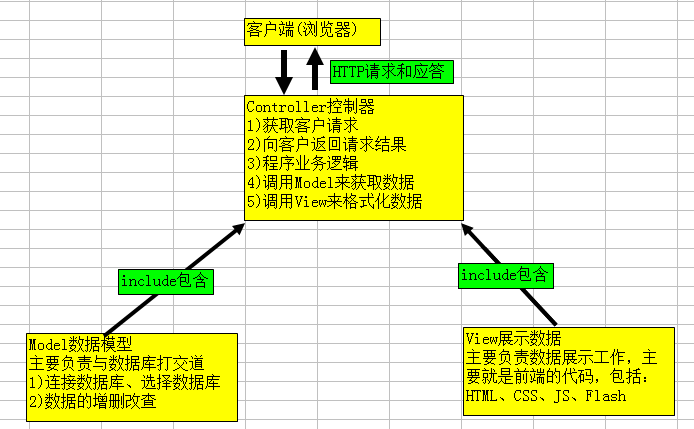 客户端(浏览器)
HTTP请求和应答
Controller控制器
1)获取客户请求
2)向客户返回请求结果
3)程序业务逻辑
4)调用Model来获取数据
5)调用View来格式化数据
include包含
include包含
Model数据模型
主要负责与数据库打交道
1)连接数据库、选择数据库
2)数据的增删改查
View展示数据
主要负责数据展示工作，主
要就是前端的代码，包括：
HTML、CSS、JS、Flash